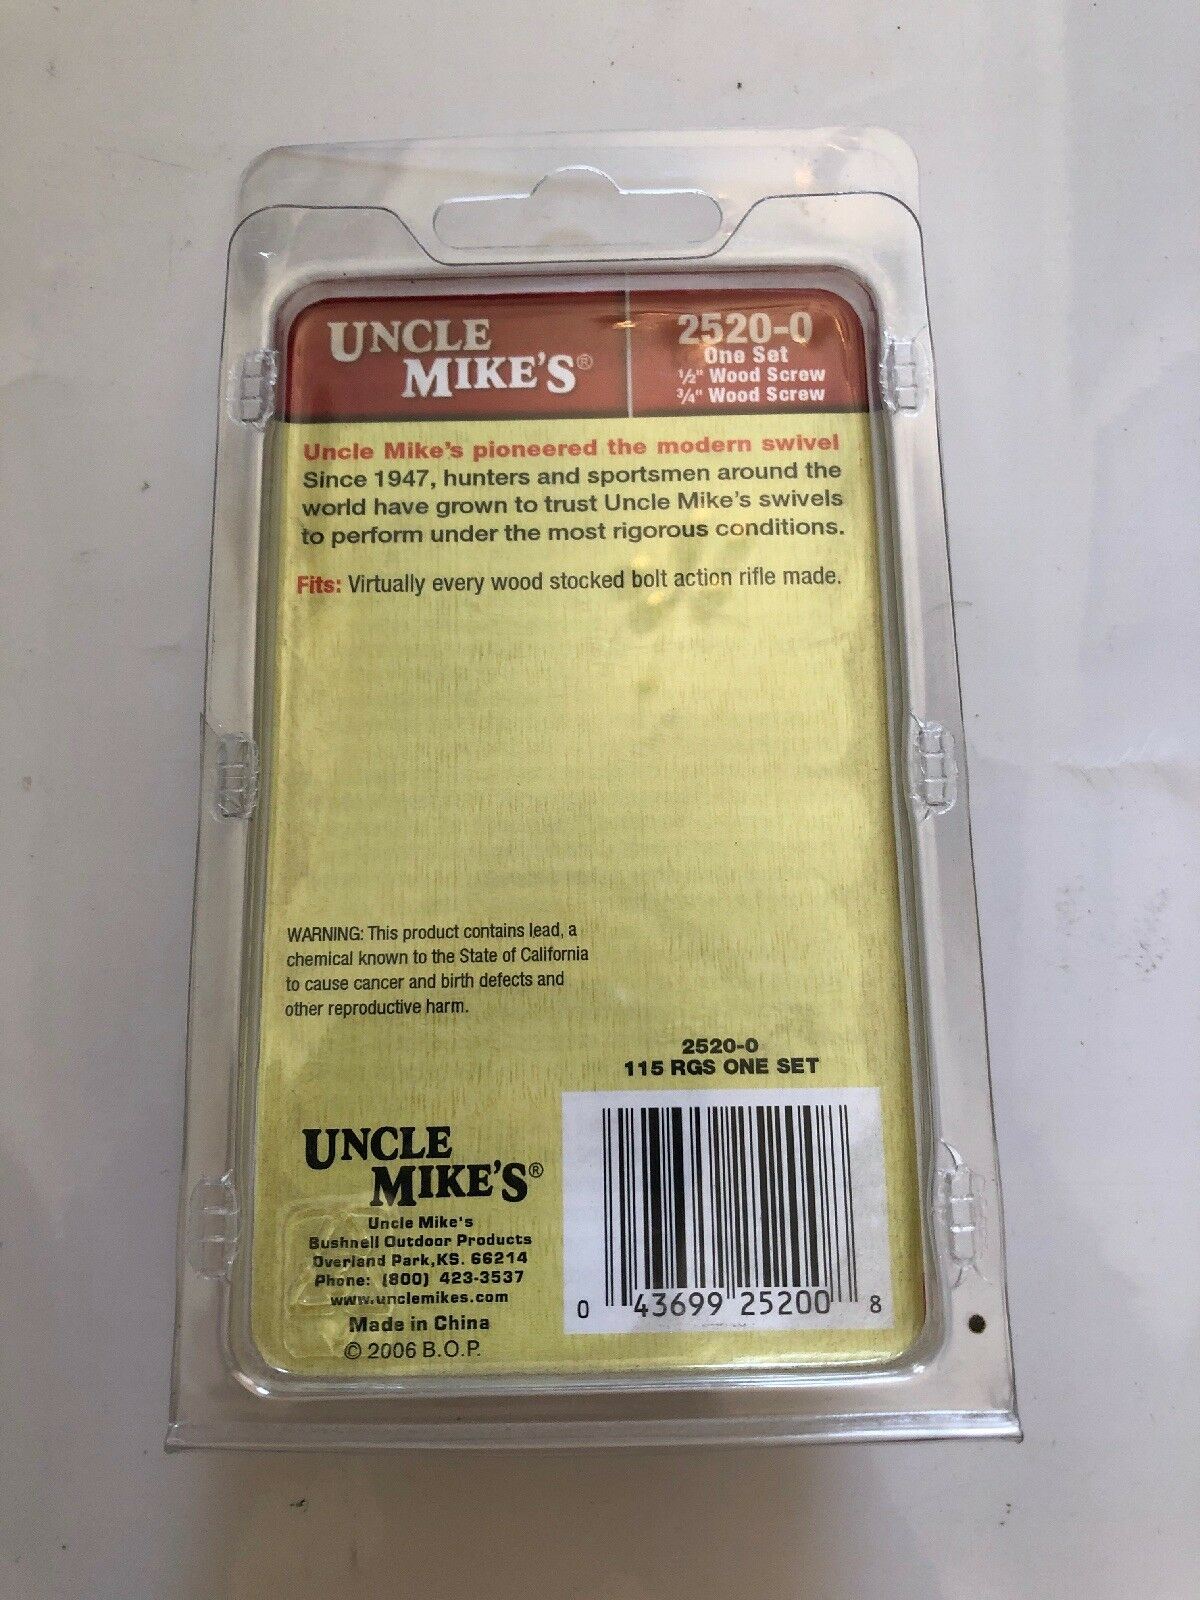 UNCLE
MIKE'S®
2520-0
One Set
½" Wood Screw
¾" Wood Screw
Uncle Mike's pioneered the modern swivel
Since 1947, hunters and sportsmen around the
world have grown to trust Uncle Mike's swivels
to perform under the most rigorous conditions.
Fits: Virtually every wood stocked bolt action rifle made.
WARNING: This product contains lead, a
chemical known to the State of California
to cause cancer and birth defects and
other reproductive harm.
2520-0
115 RGS ONE SET
UNCLE
MIKE'S®
Uncle Mike's
Bushnell Outdoor Products
Overland Park,KS. 66214
Phone: (800) 423-3537
www.unclemikes.com
Made in China
© 2006 B.O.P.
0 43699 25200 8